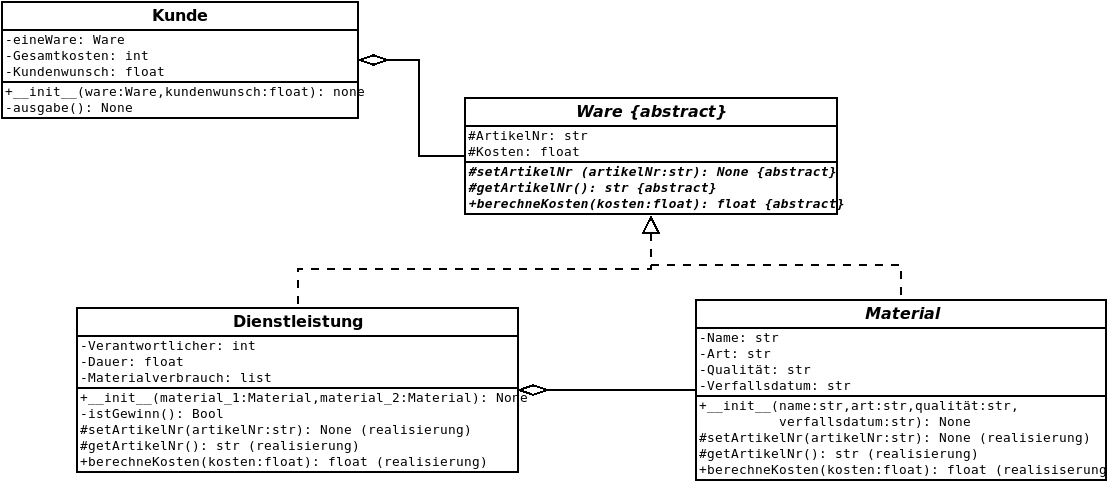 Kunde
-eineWare: Ware
-Gesamtkosten: int
-Kundenwunsch: float
+__init__(ware:Ware,kundenwunsch:float): none
-ausgabe(): None
Ware {abstract}
#ArtikelNr: str
#Kosten: float
#setArtikelNr (artikelNr:str): None {abstract}
#getArtikelNr(): str {abstract}
+berechneKosten(kosten:float): float {abstract}
Dienstleistung
-Verantwortlicher: int
-Dauer: float
-Materialverbrauch: list
+__init__(material_1:Material,material_2:Material): None
-istGewinn(): Bool
#setArtikelNr(artikelNr:str): None (realisierung)
#getArtikelNr(): str (realisierung)
+berechneKosten(kosten:float): float (realisierung)
Material
-Name: str
-Art: str
-Qualität: str
-Verfallsdatum: str
+__init__(name:str,art:str,qualität:str,
verfallsdatum:str): None
#setArtikelNr(artikelNr:str): None (realisierung)
#getArtikelNr(): str (realisierung)
+berechneKosten(kosten:float): float (realisiserung